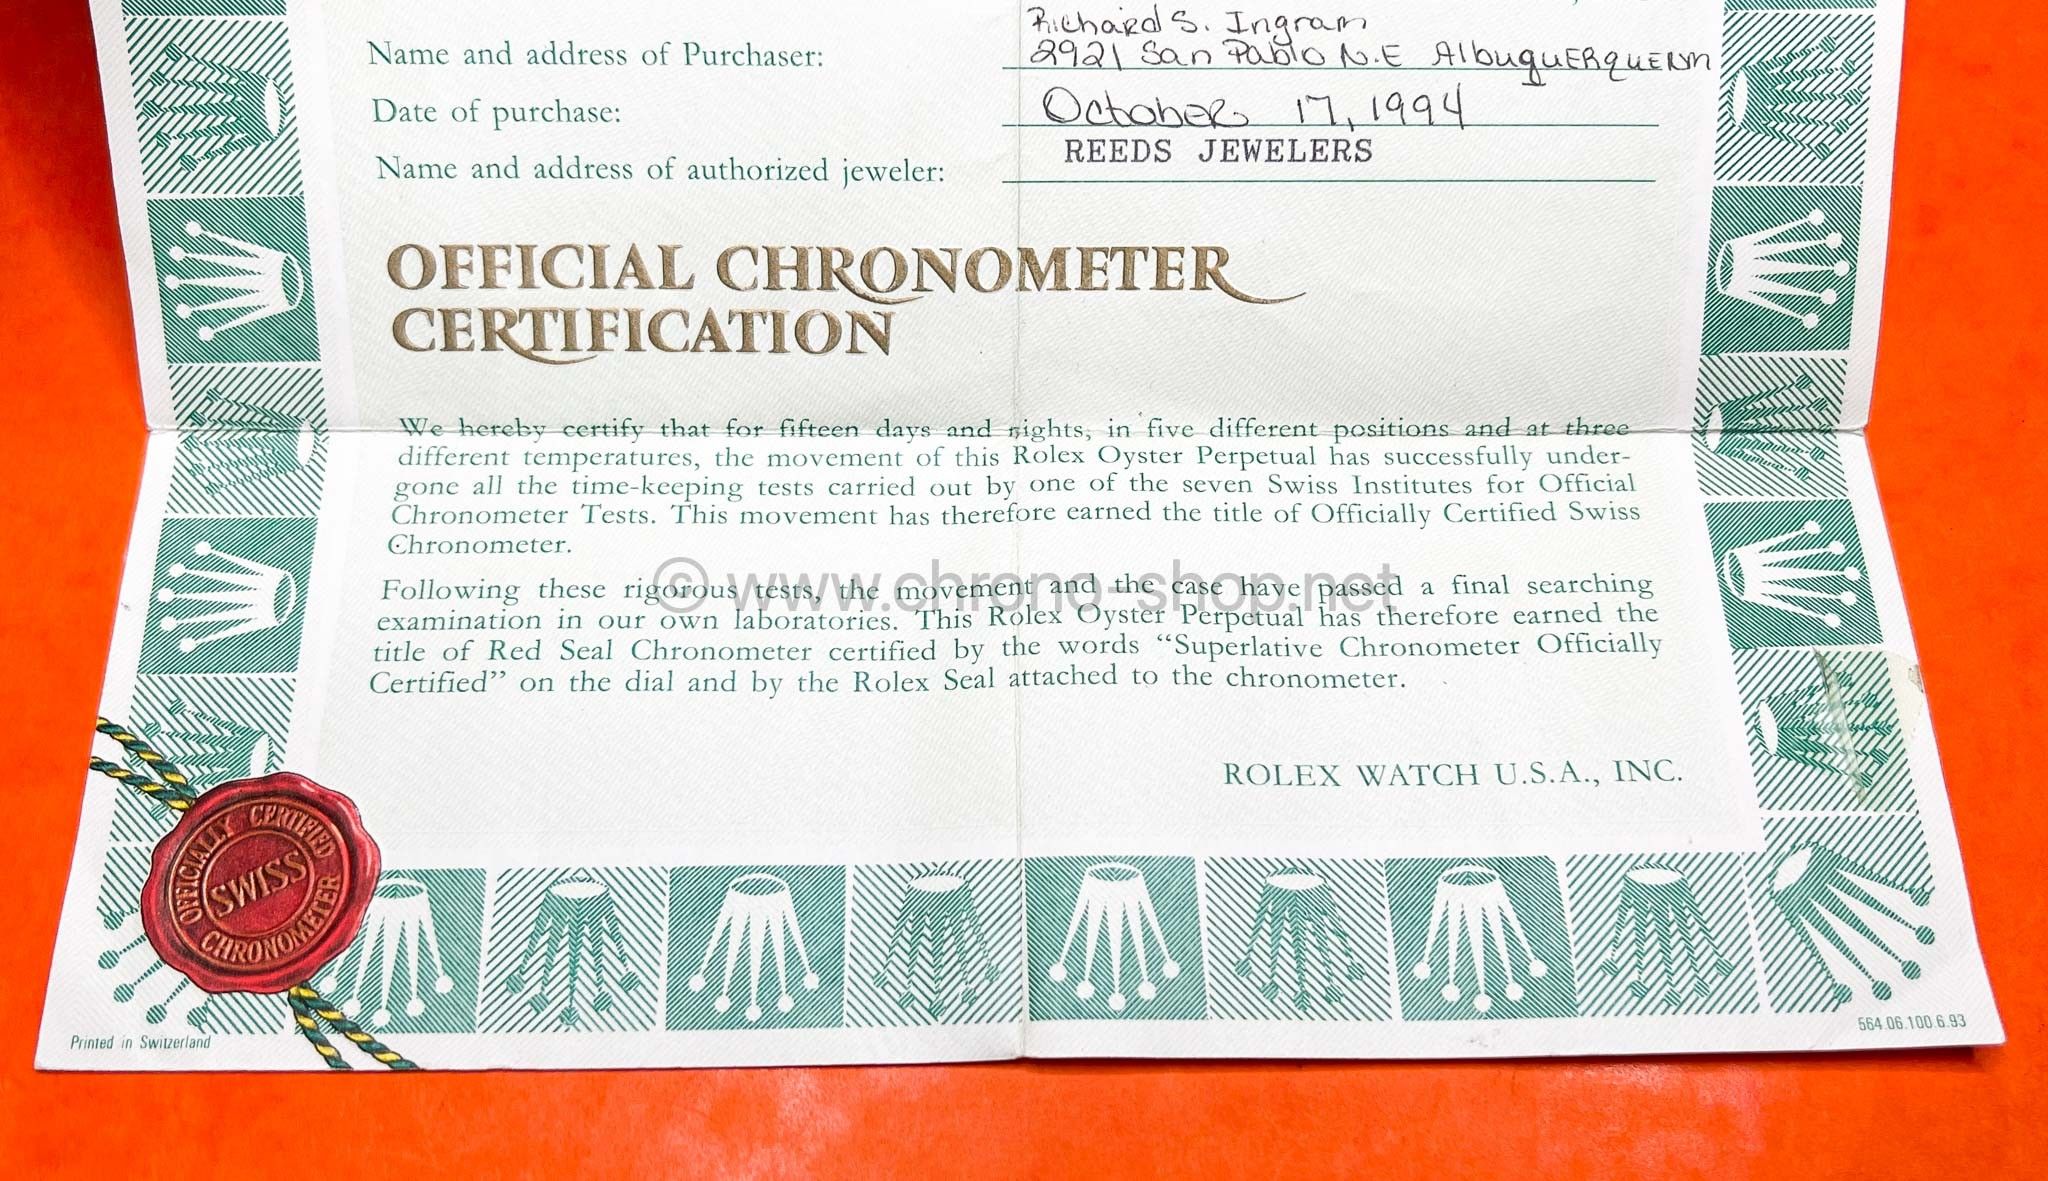 Richard S. Ingram
Name and address of Purchaser: 2921 San Pablo N.E Albuquerque NM
Date of purchase: October 17, 1994
REEDS JEWELERS
Name and address of authorized jeweler:
OFFICIAL CHRONOMETER
CERTIFICATION
We hereby certify that for fifteen days and nights, in five different positions and at three
different temperatures, the movement of this Rolex Oyster Perpetual has successfully under-
gone all the time-keeping tests carried out by one of the seven Swiss Institutes for Official
Chronometer Tests. This movement has therefore earned the title of Officially Certified Swiss
Chronometer.
Following these rigorous tests, the movement and the case have passed a final searching
examination in our own laboratories. This Rolex Oyster Perpetual has therefore earned the
title of Red Seal Chronometer certified by the words “Superlative Chronometer Officially
Certified” on the dial and by the Rolex Seal attached to the chronometer.
© www.chrono-shop.net
ROLEX WATCH U.S.A., INC.
OFFICIALLY CERTIFIED
SWISS
CHRONOMETER
Printed in Switzerland
564.06.100.6.93